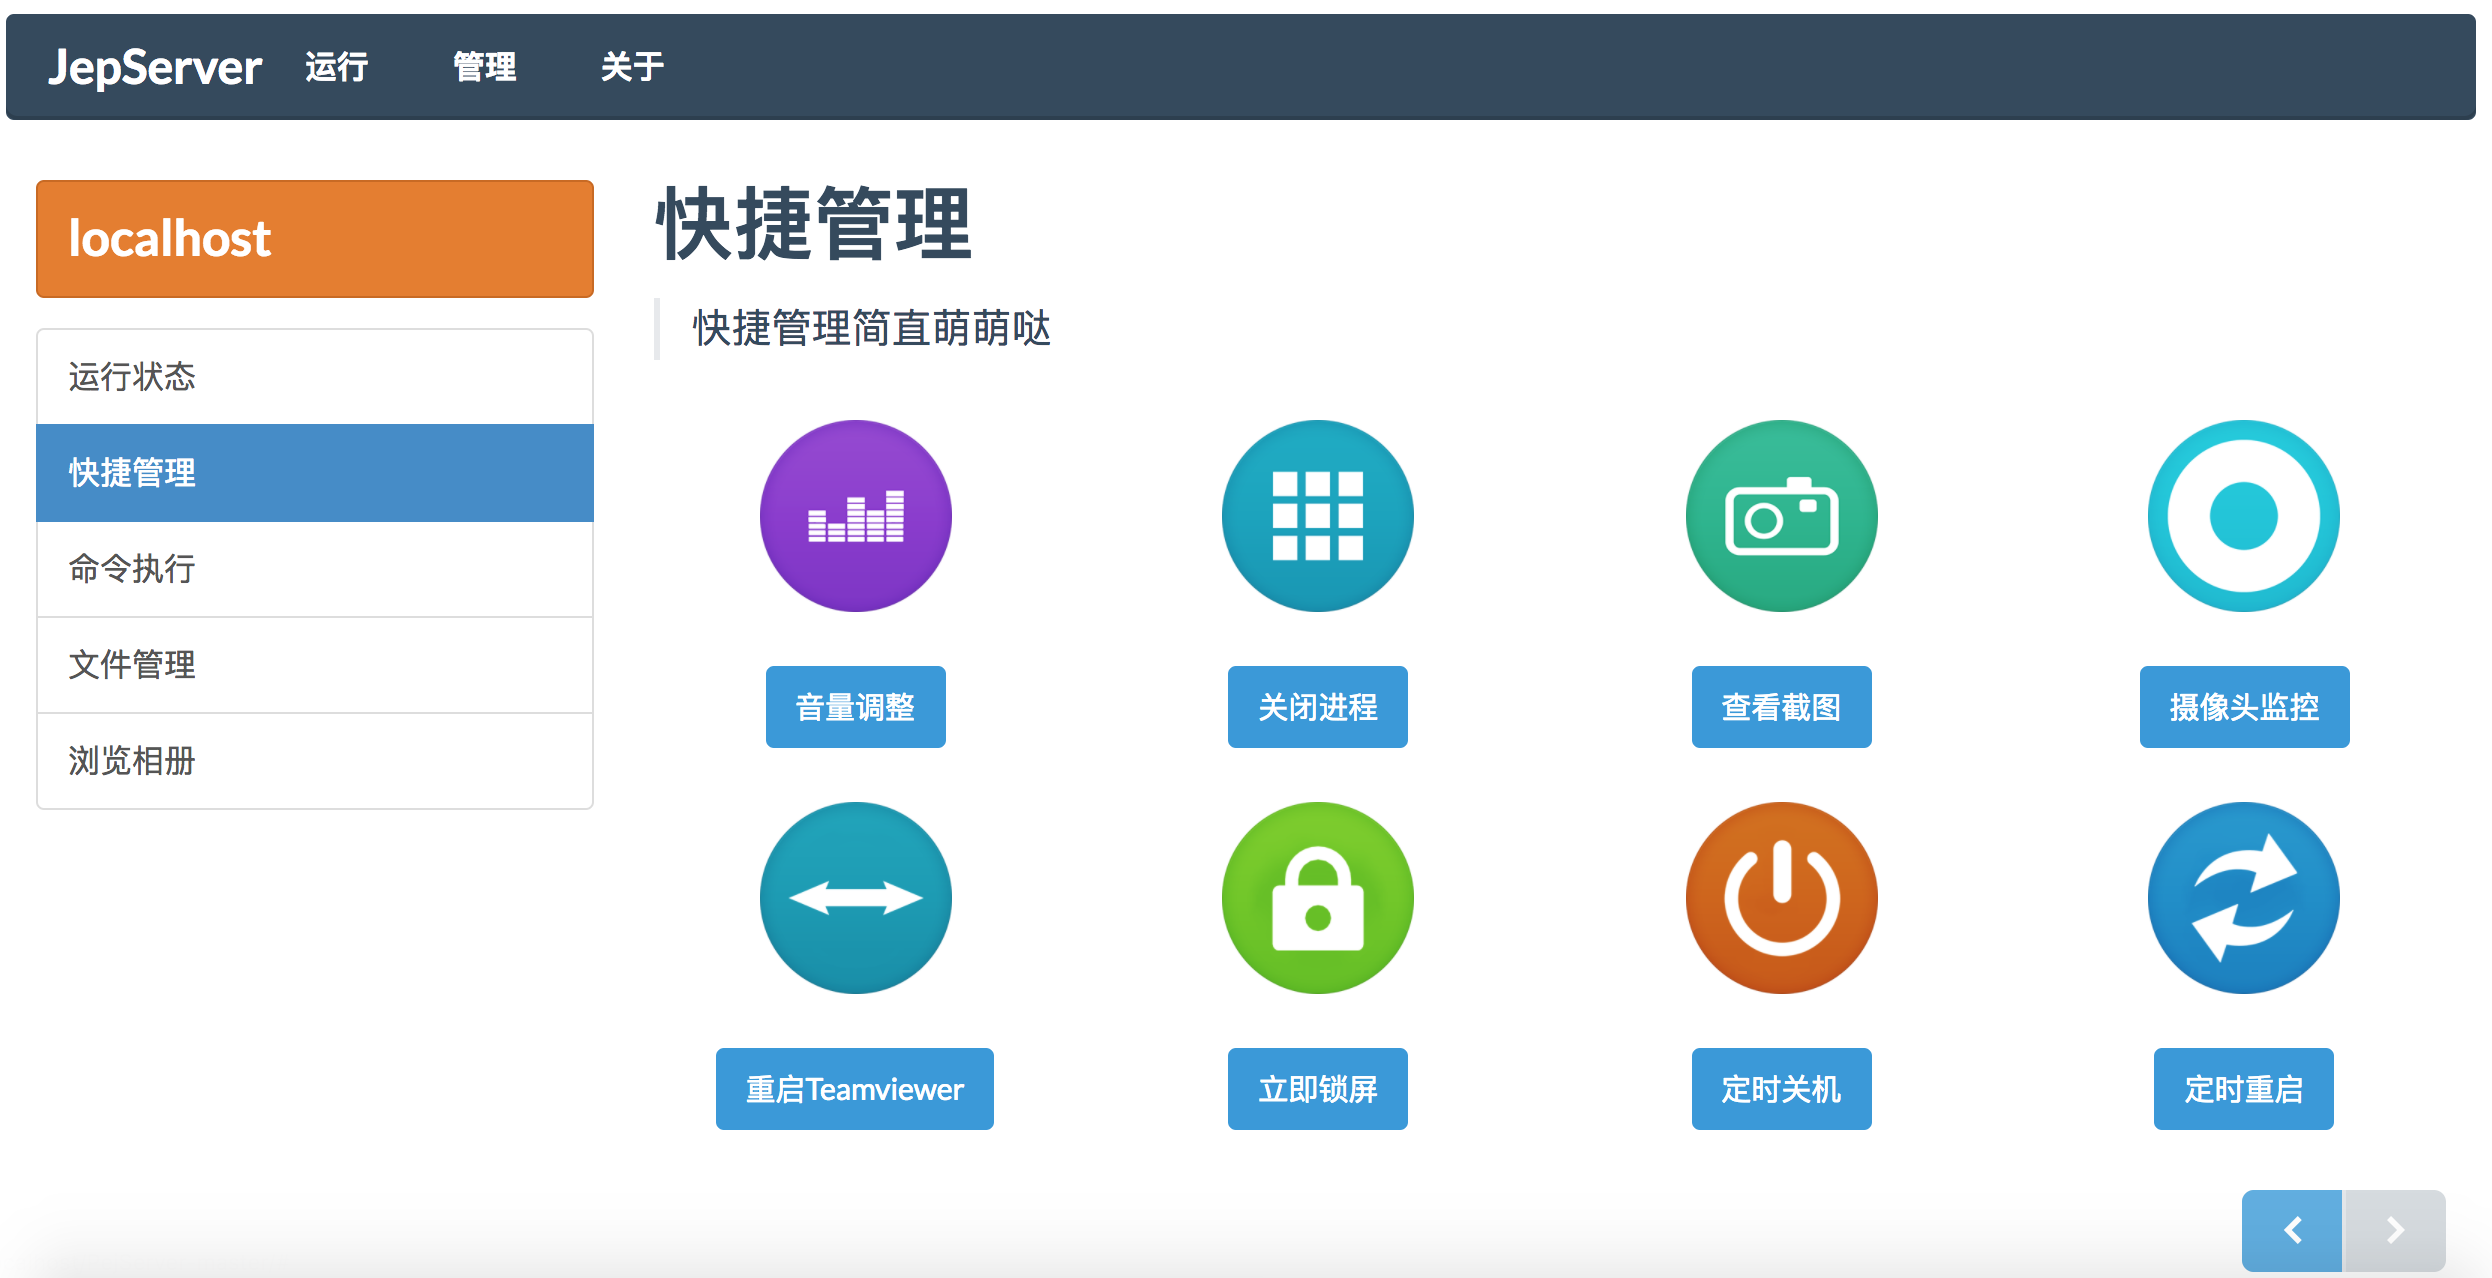 JepServer 运行 管理 关于
localhost
运行状态
快捷管理
命令执行
文件管理
浏览相册
快捷管理
快捷管理简直萌萌哒
音量调整 关闭进程 查看截图 摄像头监控
重启Teamviewer 立即锁屏 定时关机 定时重启